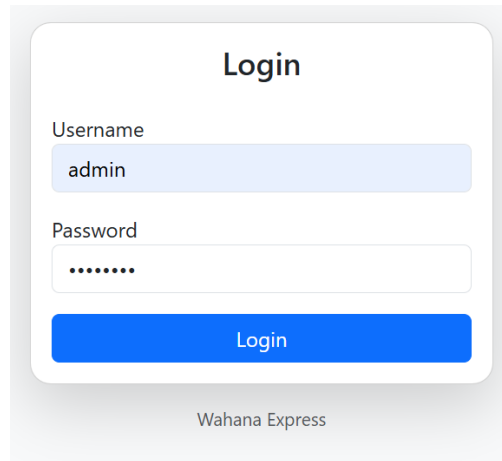 Login
Username
admin
Password
••••••••
Login
Wahana Express